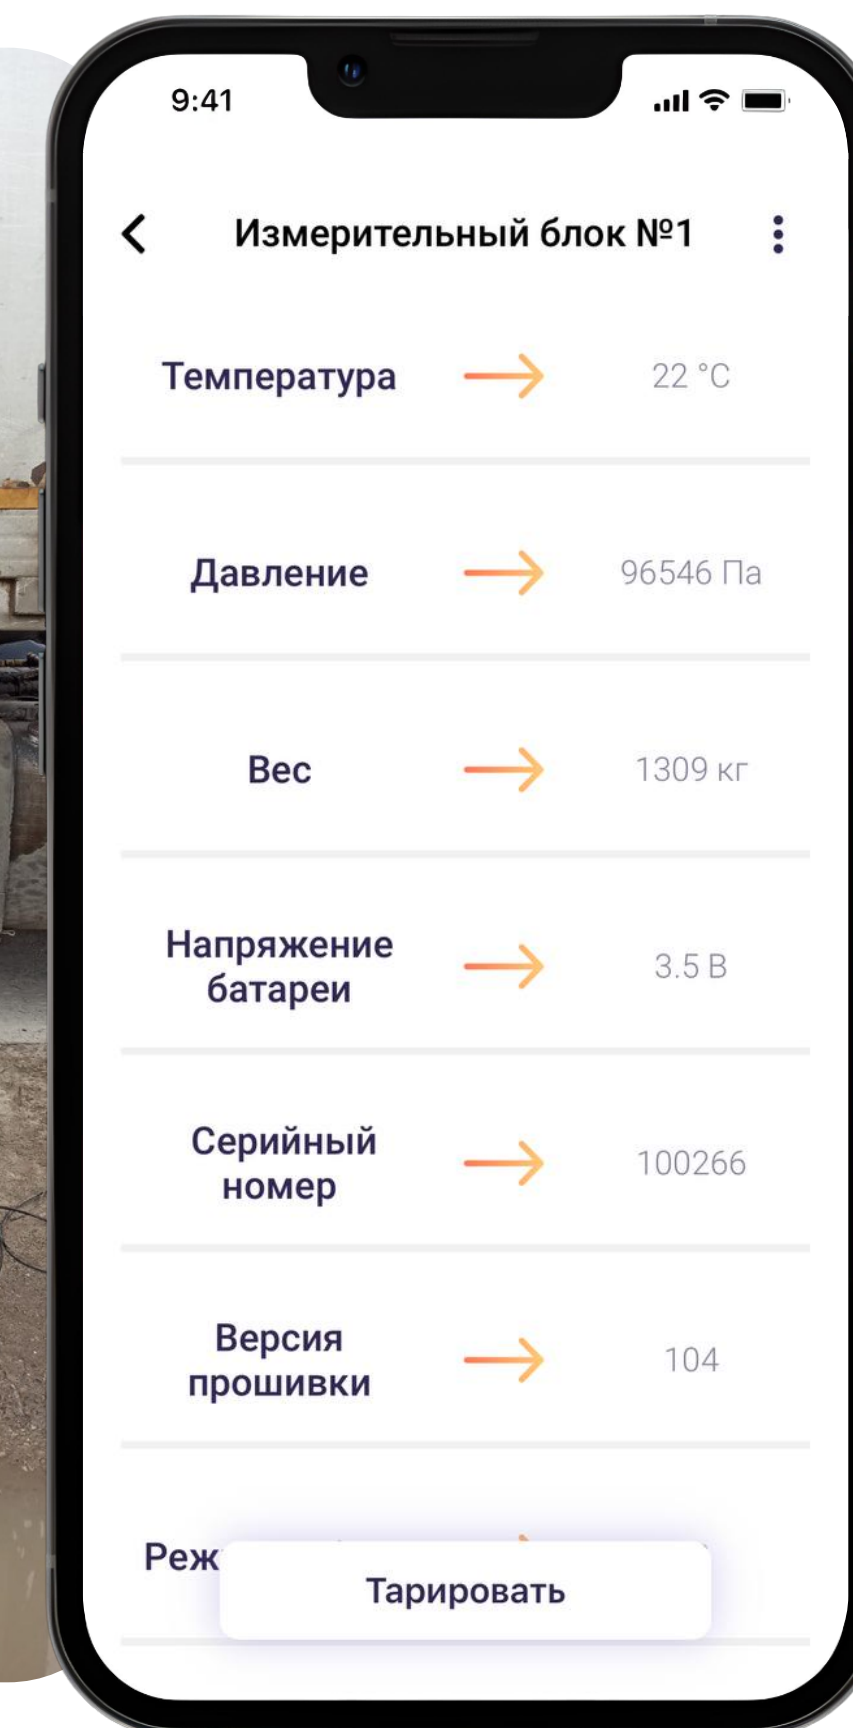 9:41
Измерительный блок №1
Температура
22 °C
Давление
96546 Па
Вес
1309 кг
Напряжение
батареи
3.5 В
Серийный
номер
100266
Версия
прошивки
104
Тарировать